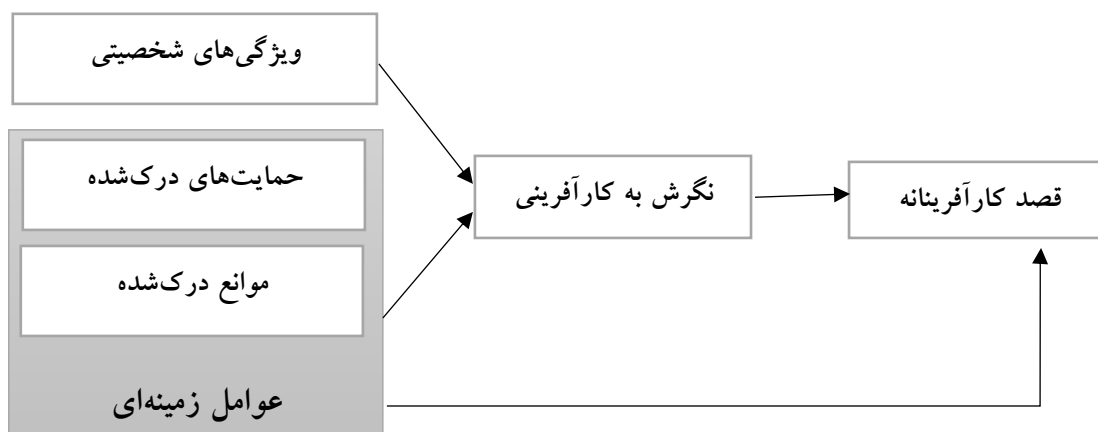 ویژگی‌های شخصیتی
حمایت‌های درک‌شده
نگرش به کارآفرینی
قصد کارآفرینانه
موانع درک‌شده
عوامل زمینه‌ای